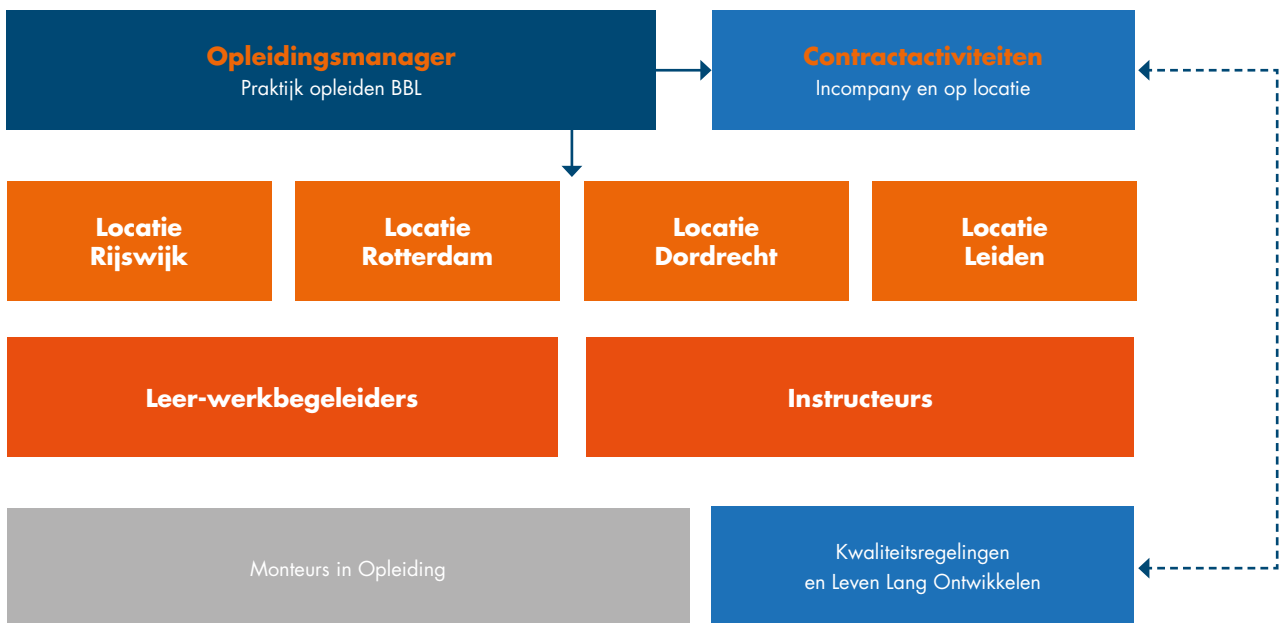 Opleidingsmanager
Praktijk opleiden BBL
Contractactiviteiten
Incompany en op locatie
Locatie
Rijswijk
Locatie
Rotterdam
Locatie
Dordrecht
Locatie
Leiden
Leer-werkbegeleiders
Instructeurs
Monteurs in Opleiding
Kwaliteitsregelingen
en Leven Lang Ontwikkelen